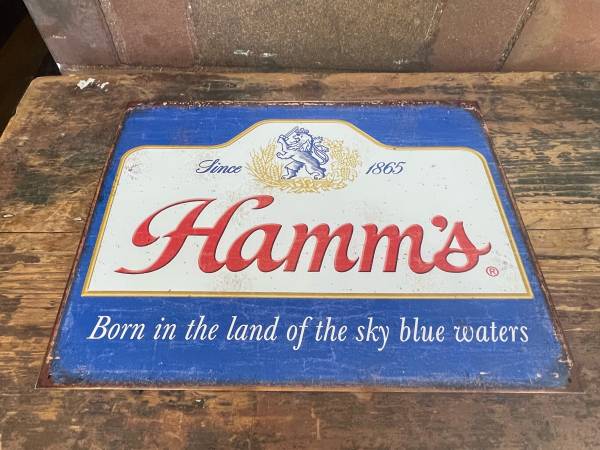 Since 1865
Hamm's ®
Born in the land of the sky blue waters